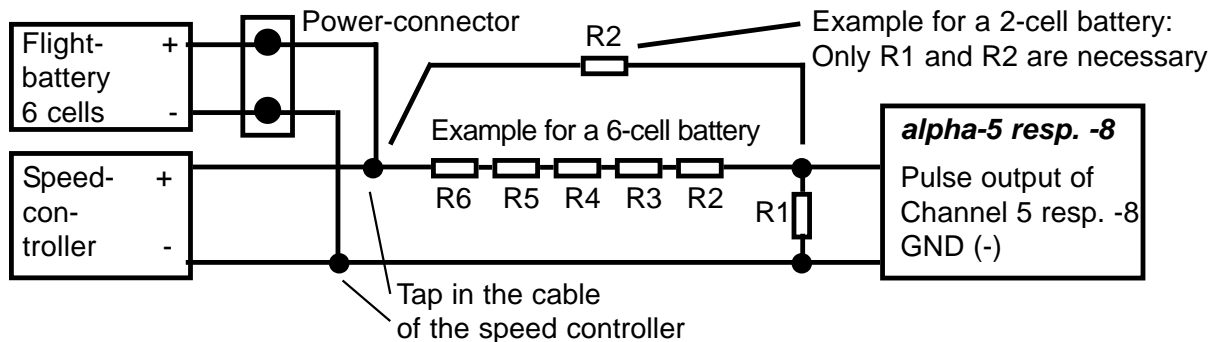 Flight-
battery
6 cells
+
-
Power-connector
R2
Example for a 2-cell battery:
Only R1 and R2 are necessary
Speed-
con-
troller
+
-
Example for a 6-cell battery
R6 R5 R4 R3 R2
R1
alpha-5 resp. -8
Pulse output of
Channel 5 resp. -8
GND (-)
Tap in the cable
of the speed controller